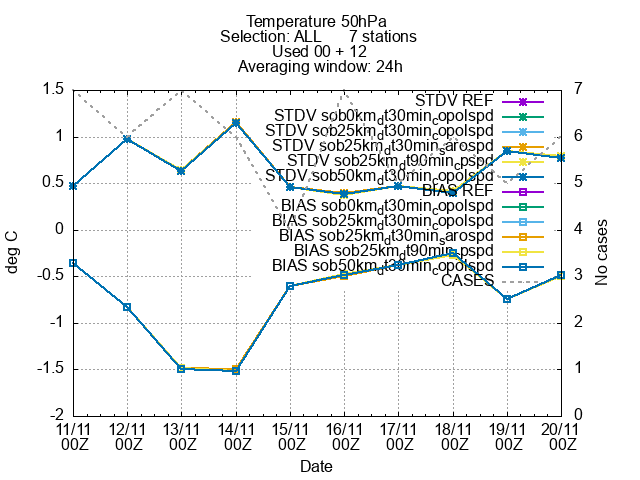 Temperature 50hPa
Selection: ALL 7 stations
Used 00 + 12
Averaging window: 24h
1.5
1
0.5
0
-0.5
-1
-1.5
-2
deg C
7
6
5
4
3
2
1
0
No cases
STDV REF
STDV sob0km_dt30min_copolspd
STDV sob25km_dt30min_copolspd
STDV sob25km_dt30min_sarospd
STDV sob25km_dt90min_cpspd
STDV sob50km_dt30min_copolspd
BIAS REF
BIAS sob0km_dt30min_copolspd
BIAS sob25km_dt30min_copolspd
BIAS sob25km_dt30min_sarospd
BIAS sob25km_dt90min_cpspd
BIAS sob50km_dt30min_copolspd
CASES
11/11 12/11 13/11 14/11 15/11 16/11 17/11 18/11 19/11 20/11
00Z 00Z 00Z 00Z 00Z 00Z 00Z 00Z 00Z 00Z
Date